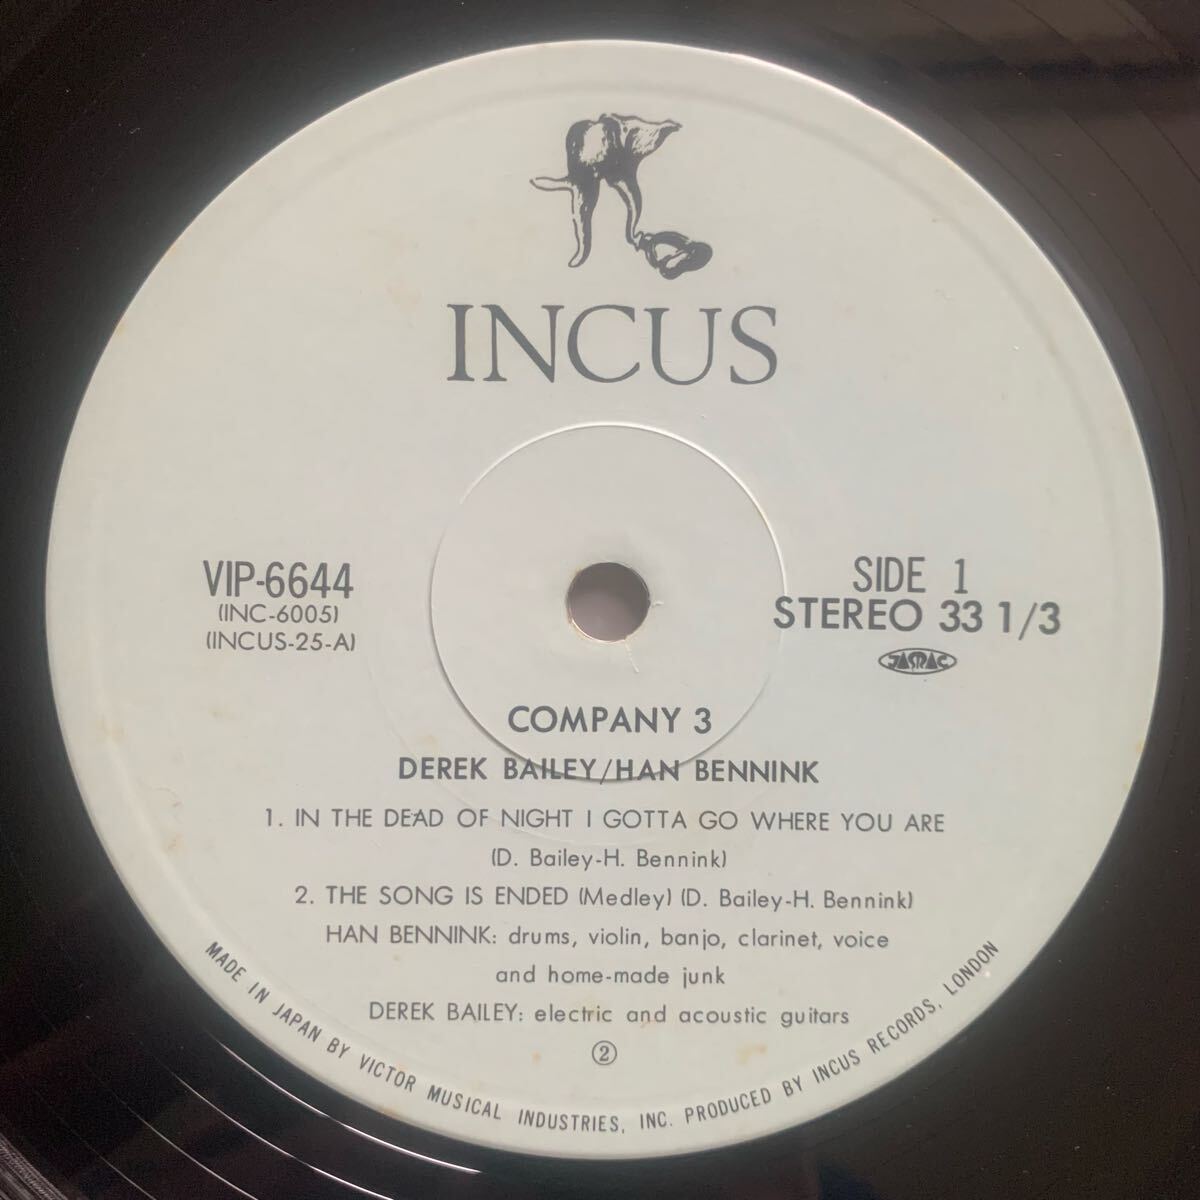 INCUS
VIP-6644
(INC-6005)
(INCUS-25-A)
SIDE 1
STEREO 33 1/3
JASRAC
COMPANY 3
DEREK BAILEY/HAN BENNINK
1. IN THE DEAD OF NIGHT I GOTTA GO WHERE YOU ARE
(D. Bailey-H. Bennink)
2. THE SONG IS ENDED (Medley) (D. Bailey-H. Bennink)
HAN BENNINK: drums, violin, banjo, clarinet, voice
and home-made junk
DEREK BAILEY: electric and acoustic guitars
②
MADE IN JAPAN BY VICTOR MUSICAL INDUSTRIES, INC. PRODUCED BY INCUS RECORDS, LONDON